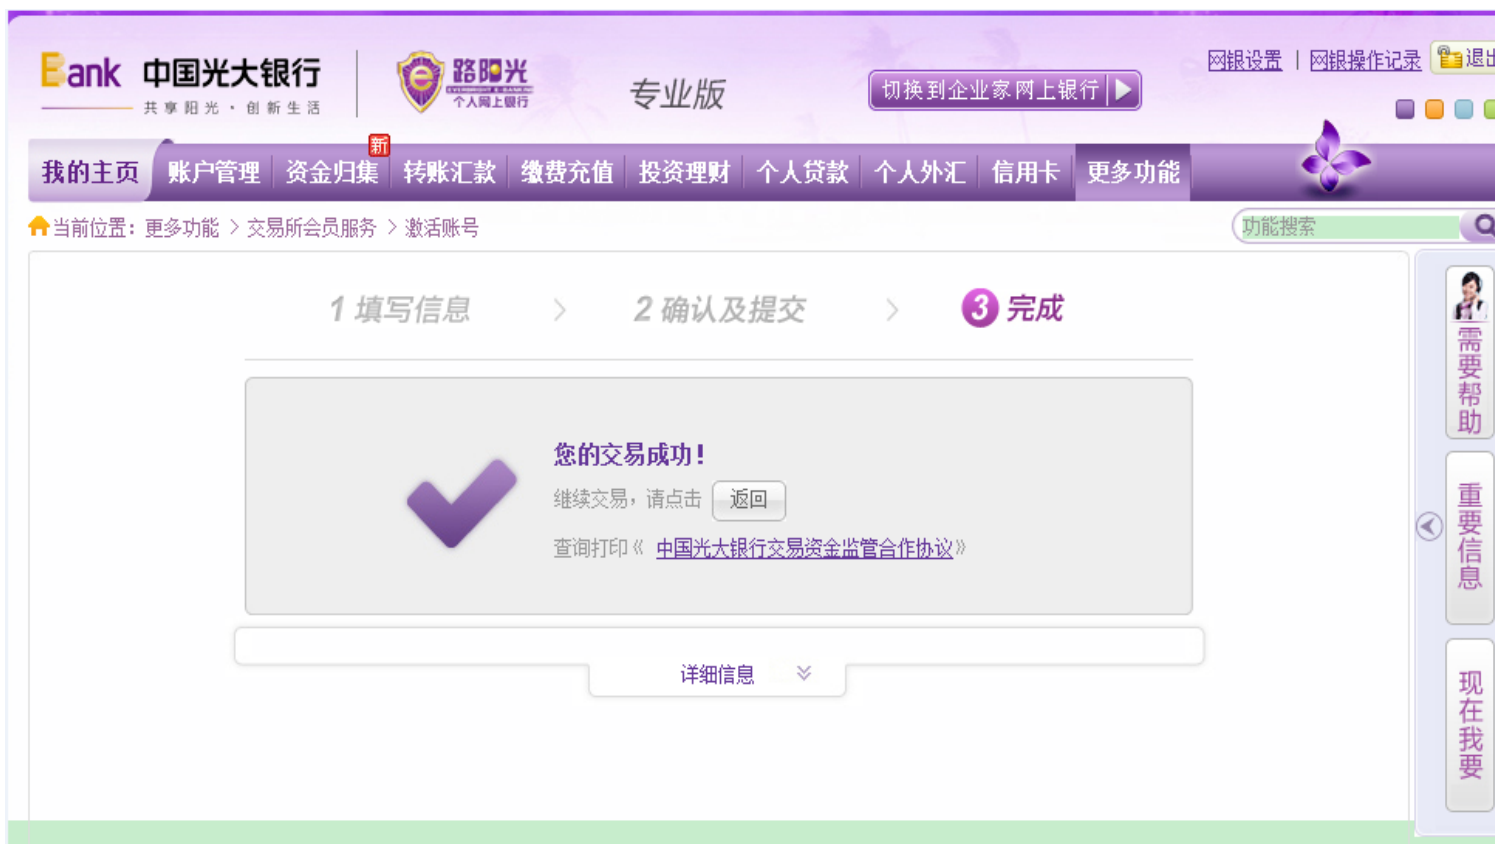 Bank 中国光大银行
共享阳光·创新生活
路阳光
EVERBRIGHT E-BANKING
个人网上银行
专业版
切换到企业家网上银行
网银设置 | 网银操作记录 退出
新
我的主页 账户管理 资金归集 转账汇款 缴费充值 投资理财 个人贷款 个人外汇 信用卡 更多功能
当前位置：更多功能 > 交易所会员服务 > 激活账号
功能搜索
1 填写信息 > 2 确认及提交 > 3 完成
您的交易成功！
继续交易，请点击 返回
查询打印《 中国光大银行交易资金监管合作协议》
详细信息
需要帮助
重要信息
现在我要